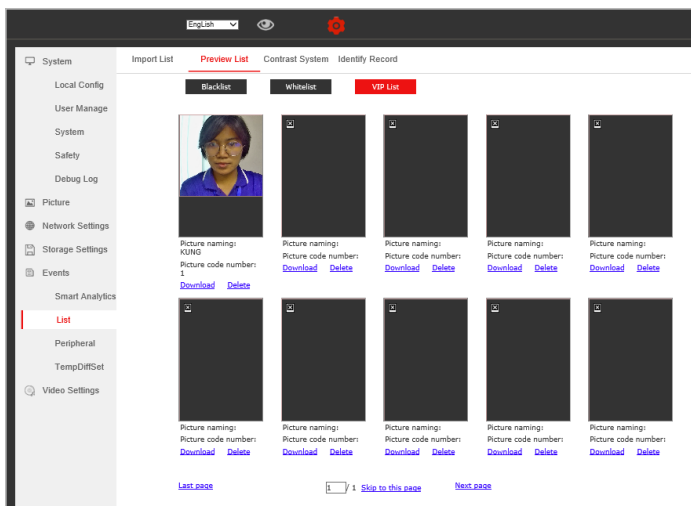 EngLish
System
Local Config
User Manage
System
Safety
Debug Log
Picture
Network Settings
Storage Settings
Events
Smart Analytics
List
Peripheral
TempDiffSet
Video Settings
Import List Preview List Contrast System Identify Record
Blacklist Whitelist VIP List
Picture naming: Picture naming: Picture naming: Picture naming: Picture naming:
KUNG
Picture code number: Picture code number: Picture code number: Picture code number: Picture code number:
1
Download Delete Download Delete Download Delete Download Delete Download Delete
Picture naming: Picture naming: Picture naming: Picture naming: Picture naming:
Picture code number: Picture code number: Picture code number: Picture code number: Picture code number:
Download Delete Download Delete Download Delete Download Delete Download Delete
Last page 1 / 1 Skip to this page Next page